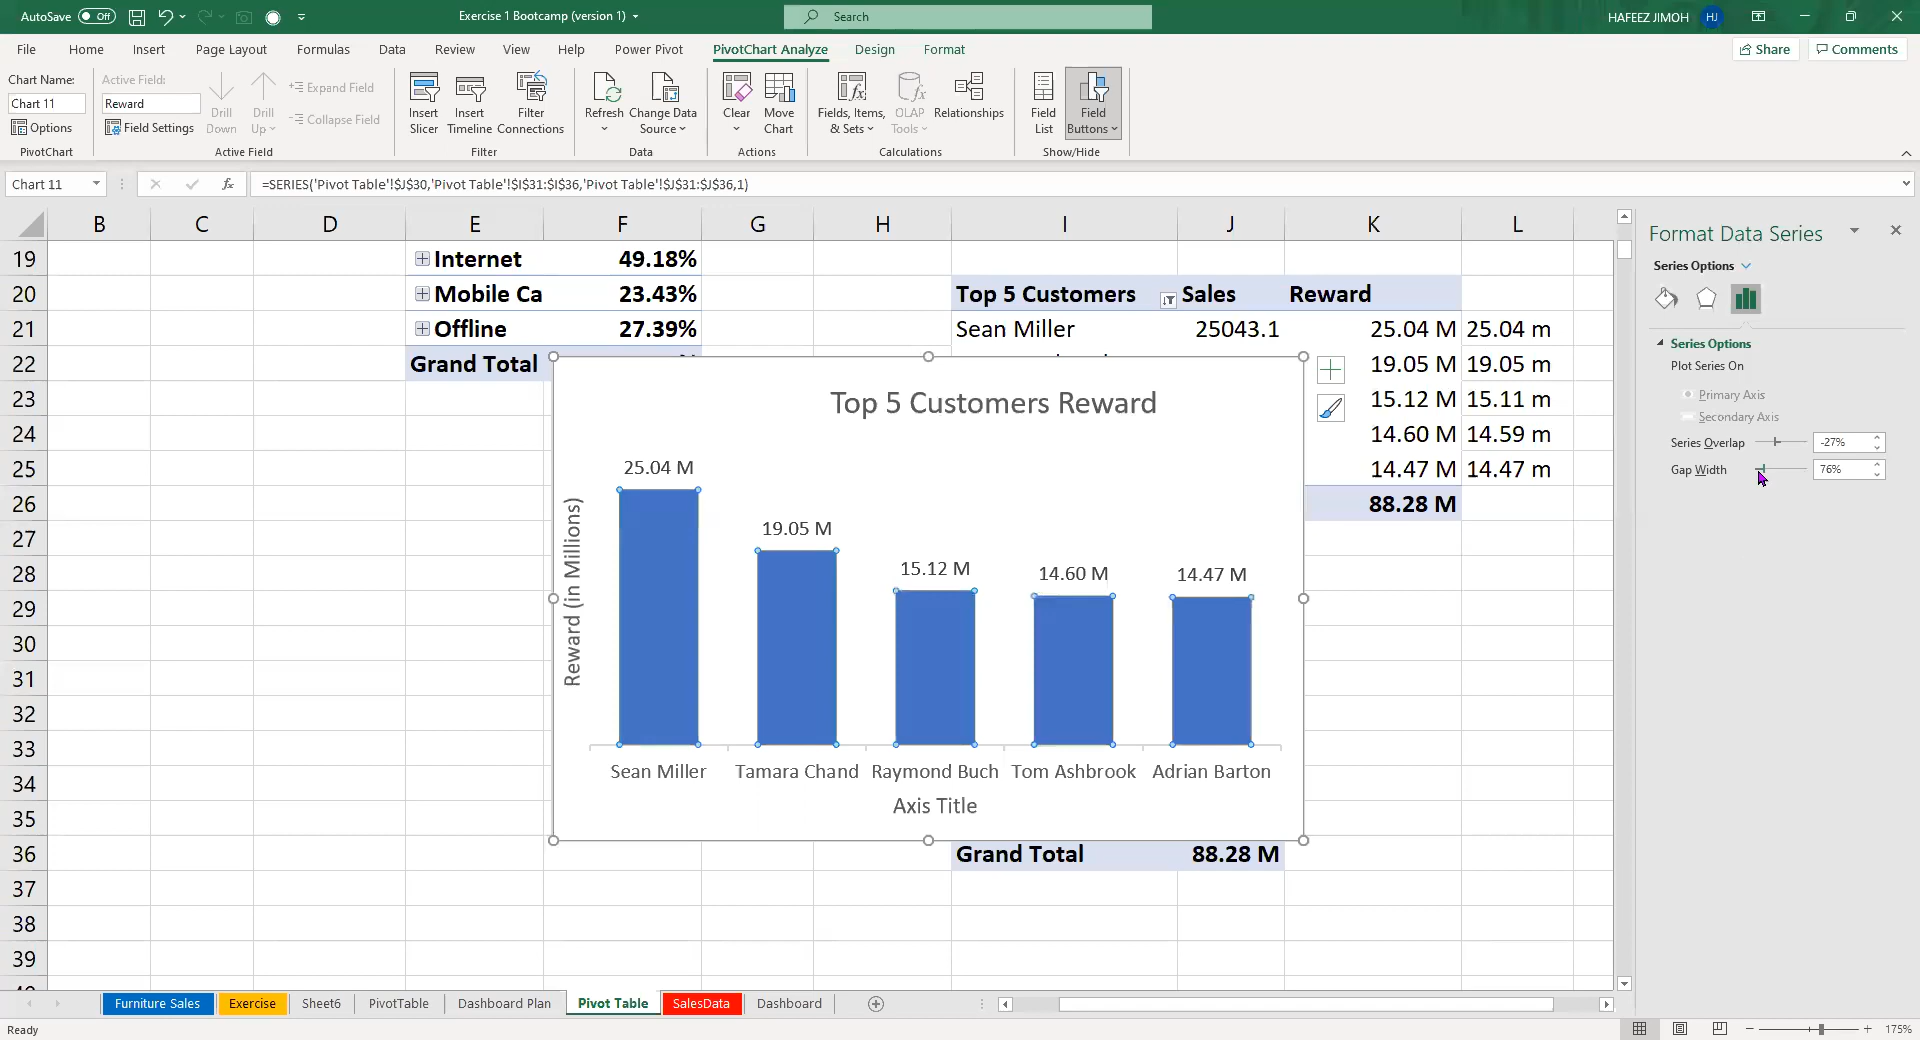 AutoSave Off Exercise 1 Bootcamp (version 1) Search HAFEEZ JIMOH HJ
File Home Insert Page Layout Formulas Data Review View Help Power Pivot PivotChart Analyze Design Format Share Comments
Chart Name:
Chart 11
Options
PivotChart
Active Field:
Reward
Field Settings
Drill Down
Drill Up
Expand Field
Collapse Field
Active Field
Insert Slicer
Insert Timeline
Filter Connections
Filter
Refresh
Change Data Source
Data
Clear
Move Chart
Actions
Fields, Items, & Sets
OLAP Tools
Relationships
Calculations
Field List
Field Buttons
Show/Hide
Chart 11 fx =SERIES('Pivot Table'!$J$30,'Pivot Table'!$I$31:$I$36,'Pivot Table'!$J$31:$J$36,1)
B C D E F G H I J K L
19 Internet 49.18%
20 Mobile Ca 23.43% Top 5 Customers Sales Reward
21 Offline 27.39% Sean Miller 25043.1 25.04 M 25.04 m
22 Grand Total 19.05 M 19.05 m
23 15.12 M 15.11 m
24 14.60 M 14.59 m
25 14.47 M 14.47 m
26 88.28 M
27
28
29
30
31
32
33
34
35
36 Grand Total 88.28 M
37
38
39
Top 5 Customers Reward
Reward (in Millions)
25.04 M
19.05 M
15.12 M
14.60 M
14.47 M
Sean Miller Tamara Chand Raymond Buch Tom Ashbrook Adrian Barton
Axis Title
Format Data Series
Series Options
Series Options
Plot Series On
Primary Axis
Secondary Axis
Series Overlap -27%
Gap Width 76%
Furniture Sales Exercise Sheet6 PivotTable Dashboard Plan Pivot Table SalesData Dashboard
Ready 175%